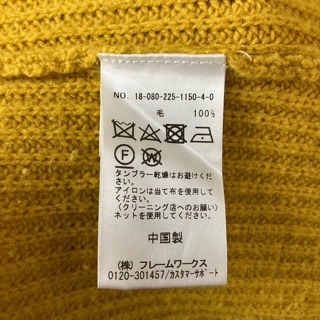 NO. 18-080-225-1150-4-0
毛 100%
F W
タンブラー乾燥はお避けください。
アイロンは当て布を使用して
ください。
〈クリーニング店へのお願い〉
ネットを使用してください。
中国製
(株) フレームワークス
0120-301457/カスタマーサポート